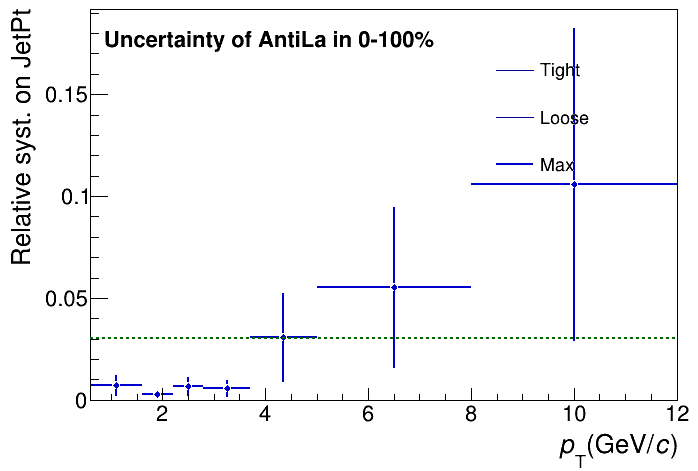 Uncertainty of AntiLa in 0-100%
Relative syst. on JetPt
Tight
Loose
Max
0.15
0.1
0.05
0
2 4 6 8 10 12
p_T(GeV/c)